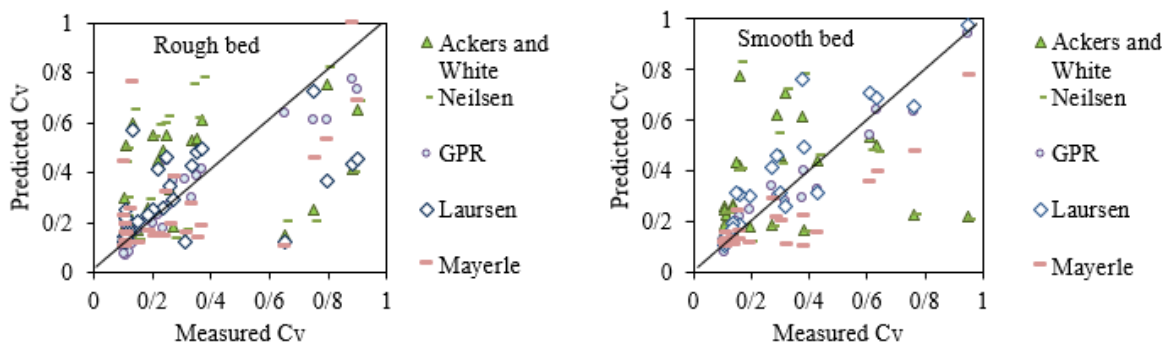 Rough bed
Predicted Cv
1
0/8
0/6
0/4
0/2
0
0
0/2
0/4
0/6
0/8
1
Measured Cv
Ackers and
White
Neilsen
GPR
Laursen
Mayerle
Smooth bed
Predicted Cv
1
0/8
0/6
0/4
0/2
0
0
0/2
0/4
0/6
0/8
1
Measured Cv
Ackers and
White
Neilsen
GPR
Laursen
Mayerle